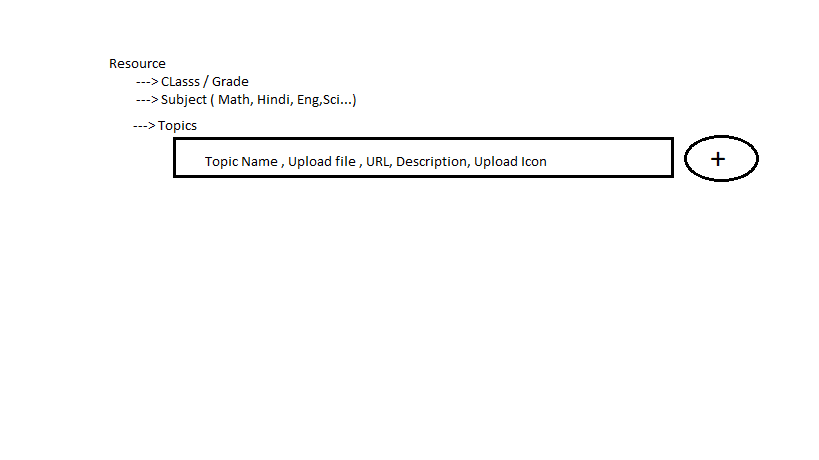 Resource
---> CLasss / Grade
---> Subject ( Math, Hindi, Eng,Sci...)
---> Topics
Topic Name , Upload file , URL, Description, Upload Icon
+